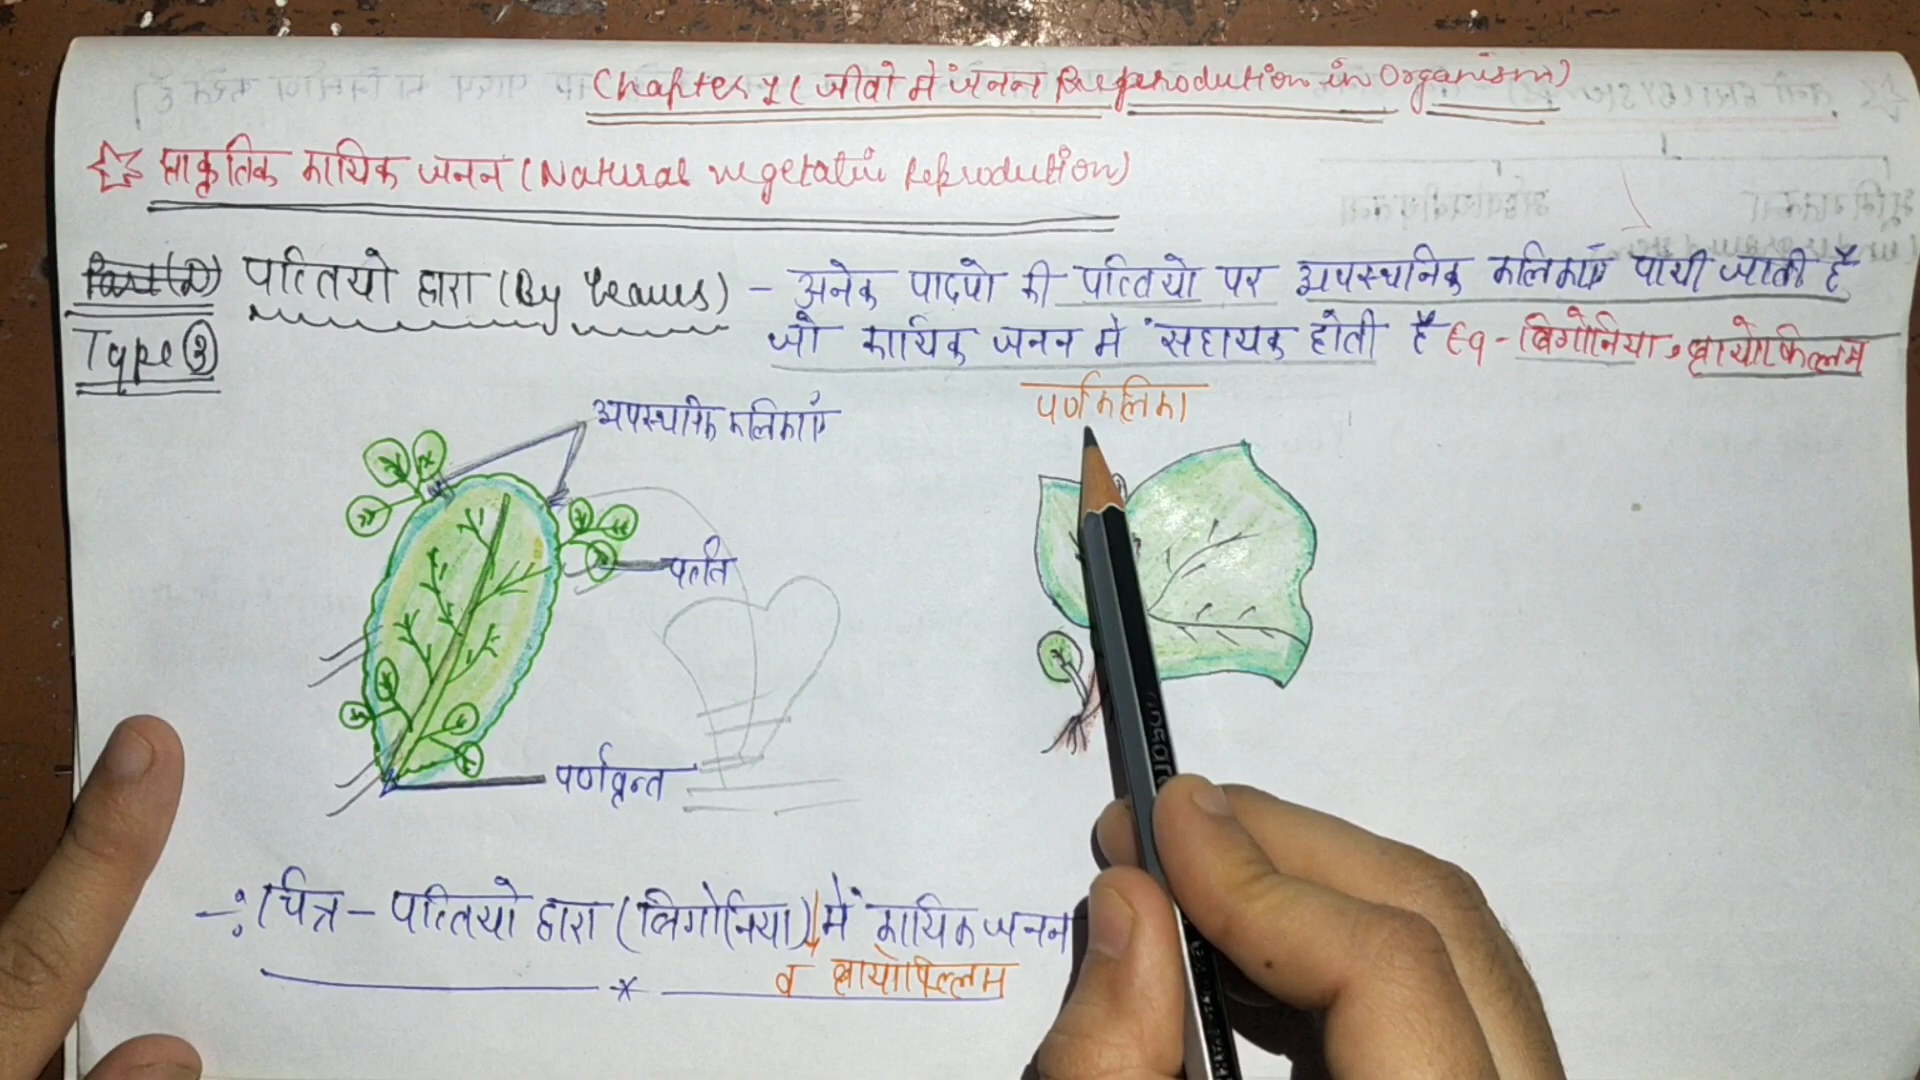 Chapter 1 ( जीवो मे जनन Reproduction in Organism)
प्राकृतिक कायिक जनन (Natural vegetative Reproduction)
पत्तियो द्वारा (By leaves) - अनेक पादपो की पत्तियो पर अपस्थानिक कलिकाएं पायी जाती है
Type 3 जो कायिक जनन मे सहायक होती है Eg - बिगोनिया, ब्रायोफिल्लम
अपस्थानिक कलिकाएं
पर्णकलिका
पत्ति
पर्णवृन्त
चित्र - पत्तियो द्वारा (बिगोनिया) में कायिक जनन
व ब्रायोफिल्लम